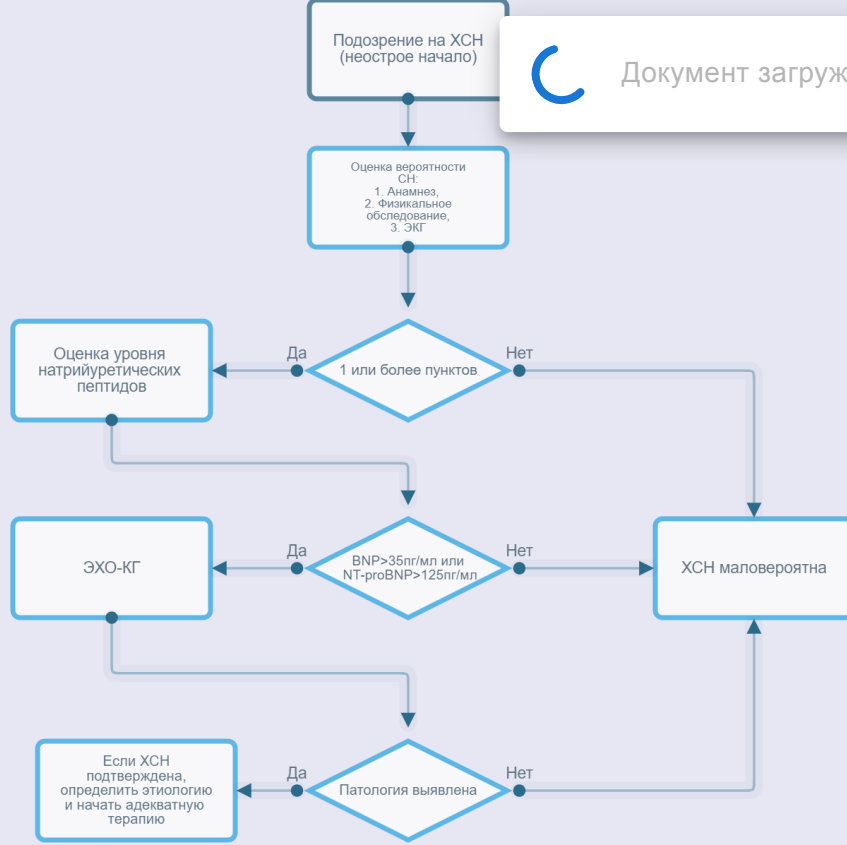 Подозрение на ХСН
(неострое начало)
Документ загруж
Оценка вероятности
СН:
1. Анамнез,
2. Физикальное
обследование,
3. ЭКГ
Оценка уровня
натрийуретических
пептидов
Да
1 или более пунктов
Нет
ЭХО-КГ
Да
BNP>35пг/мл или
NT-proBNP>125пг/мл
Нет
ХСН маловероятна
Если ХСН
подтверждена,
определить этиологию
и начать адекватную
терапию
Да
Патология выявлена
Нет